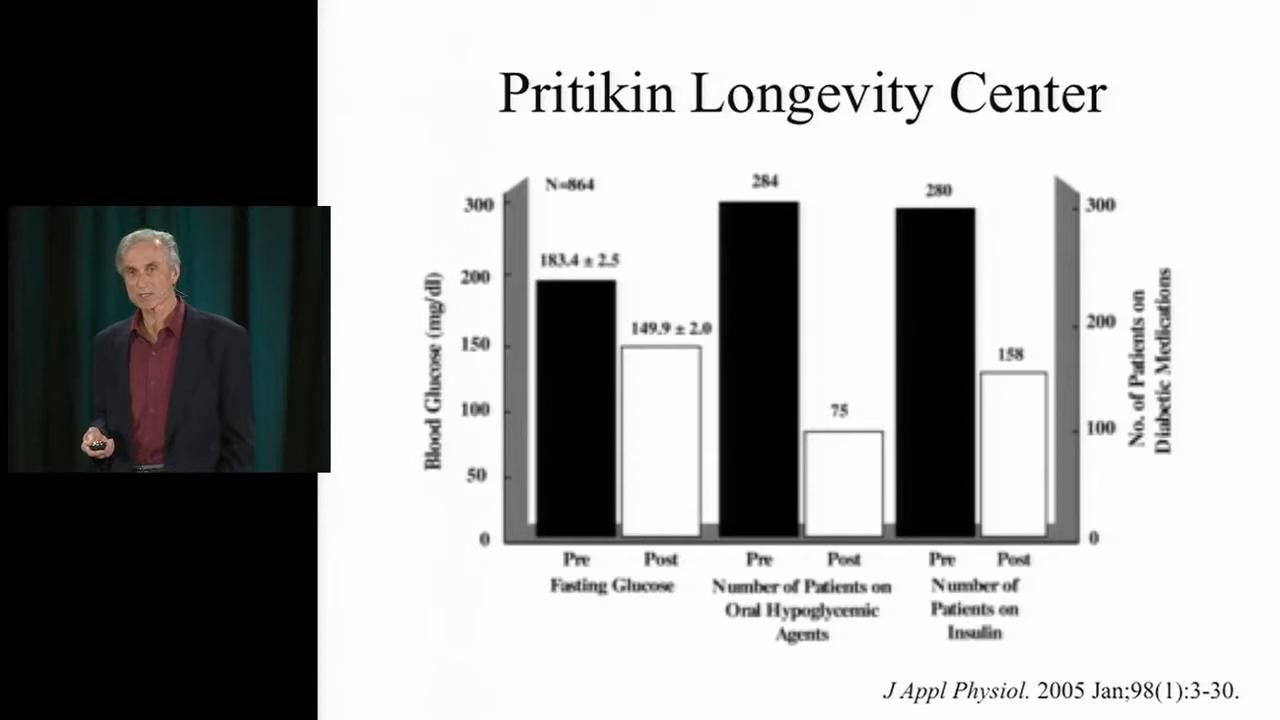 Pritikin Longevity Center
N=864
284
280
300
300
183.4 ± 2.5
200
149.9 ± 2.0
200
150
158
100
75
100
50
0
0
Blood Glucose (mg/dl)
No. of Patients on
Diabetic Medications
Pre
Post
Pre
Post
Pre
Post
Fasting Glucose
Number of Patients on
Oral Hypoglycemic
Agents
Number of
Patients on
Insulin
J Appl Physiol. 2005 Jan;98(1):3-30.